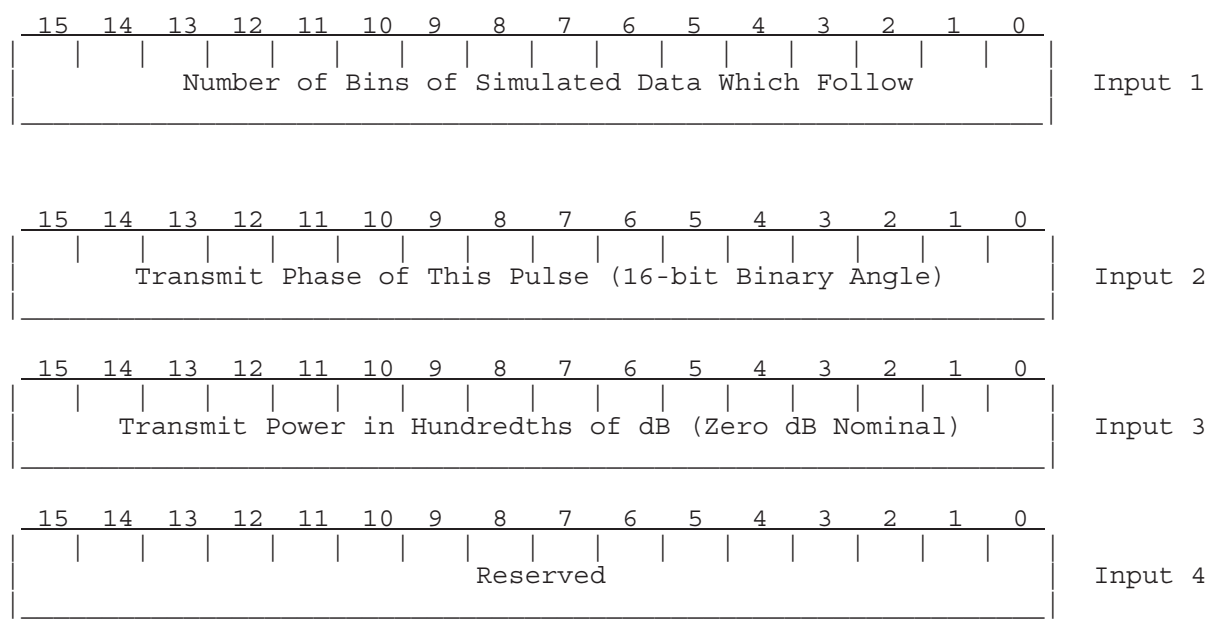 15 14 13 12 11 10 9 8 7 6 5 4 3 2 1 0
Number of Bins of Simulated Data Which Follow Input 1
15 14 13 12 11 10 9 8 7 6 5 4 3 2 1 0
Transmit Phase of This Pulse (16-bit Binary Angle) Input 2
15 14 13 12 11 10 9 8 7 6 5 4 3 2 1 0
Transmit Power in Hundredths of dB (Zero dB Nominal) Input 3
15 14 13 12 11 10 9 8 7 6 5 4 3 2 1 0
Reserved Input 4